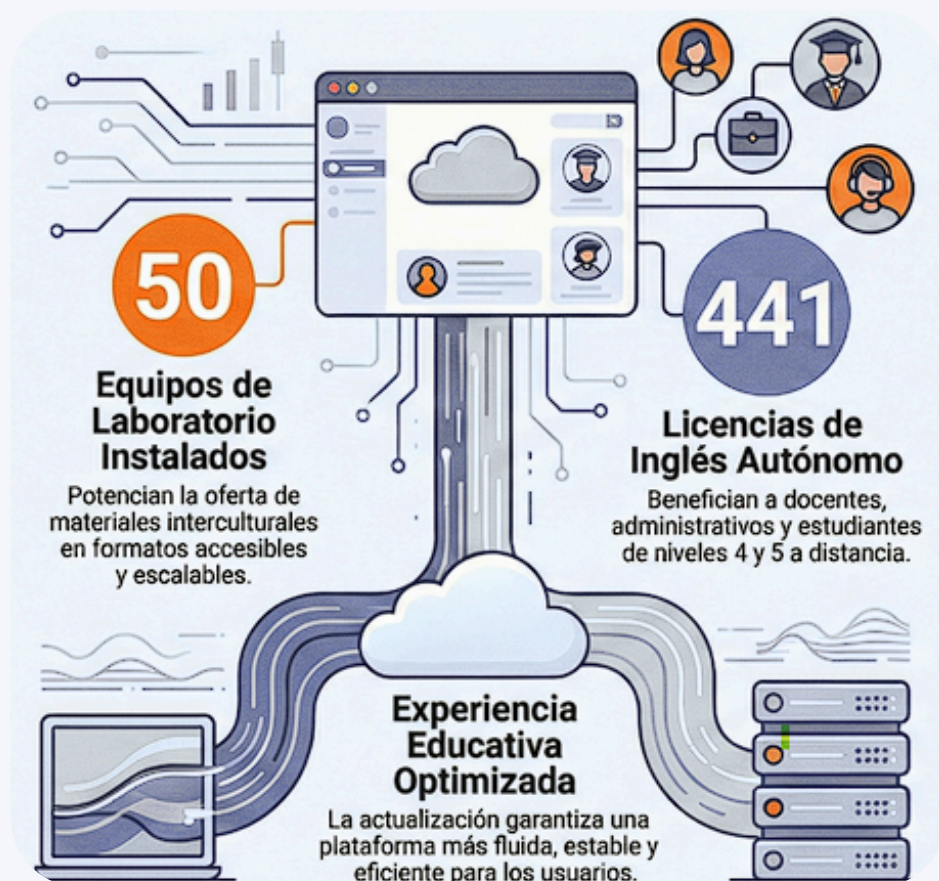 50
Equipos de
Laboratorio
Instalados
Potencian la oferta de
materiales interculturales
en formatos accesibles
y escalables.
441
Licencias de
Inglés Autónomo
Benefician a docentes,
administrativos y estudiantes
de niveles 4 y 5 a distancia.
Experiencia
Educativa
Optimizada
La actualización garantiza una
plataforma más fluida, estable y
eficiente para los usuarios.